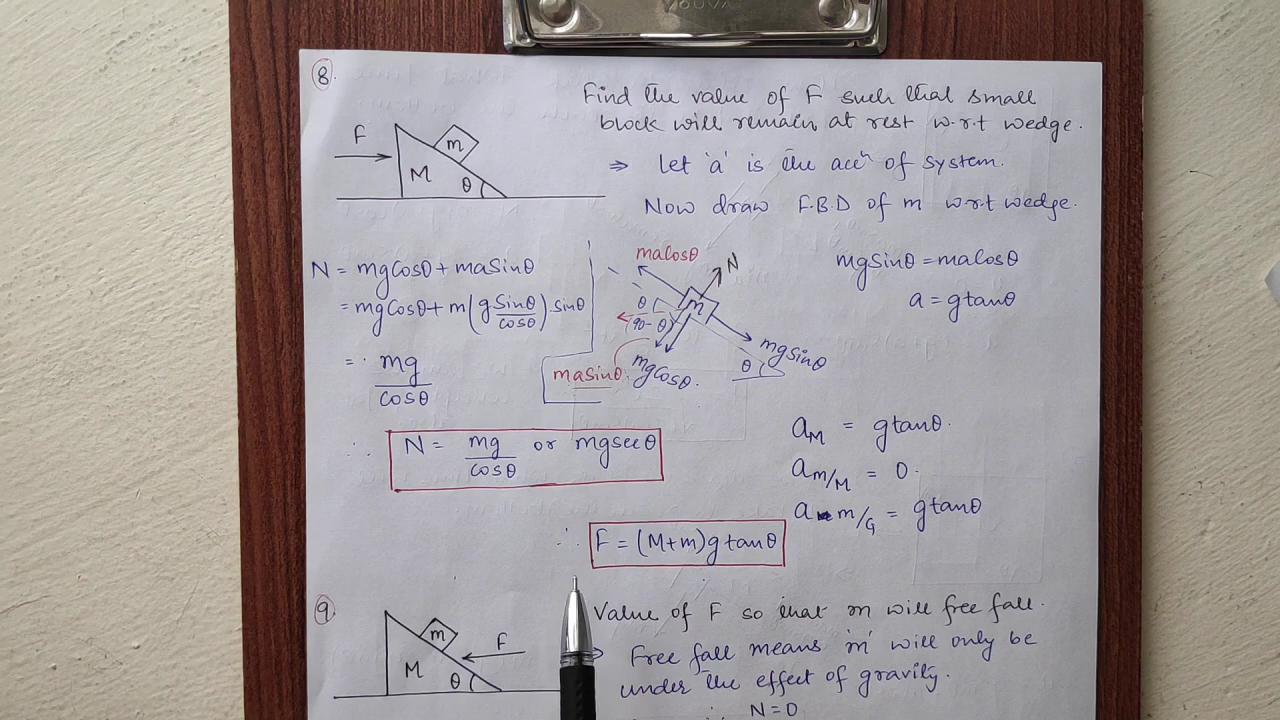 8.
Find the value of F such that small
block will remain at rest w.r.t wedge.
F
m
M
θ
⇒ Let 'a' is the accⁿ of system.
Now draw F.B.D of m w.r.t wedge.
N = mgCosθ + maSinθ
= mgCosθ + m(g Sinθ/cosθ) sinθ
= mg/cosθ
macosθ
N
m
θ
(90-θ)
masinθ
mgcosθ.
mgsinθ
θ
mgSinθ = macosθ
a = gtanθ
∴ N = mg/cosθ or mgsecθ
a_M = gtanθ.
a_m/M = 0.
a m/G = gtanθ
∴ F = (M+m)gtanθ
9.
m
F
M
θ
Value of F so that m will free fall.
⇒ Free fall means 'm' will only be
under the effect of gravity.
N=0